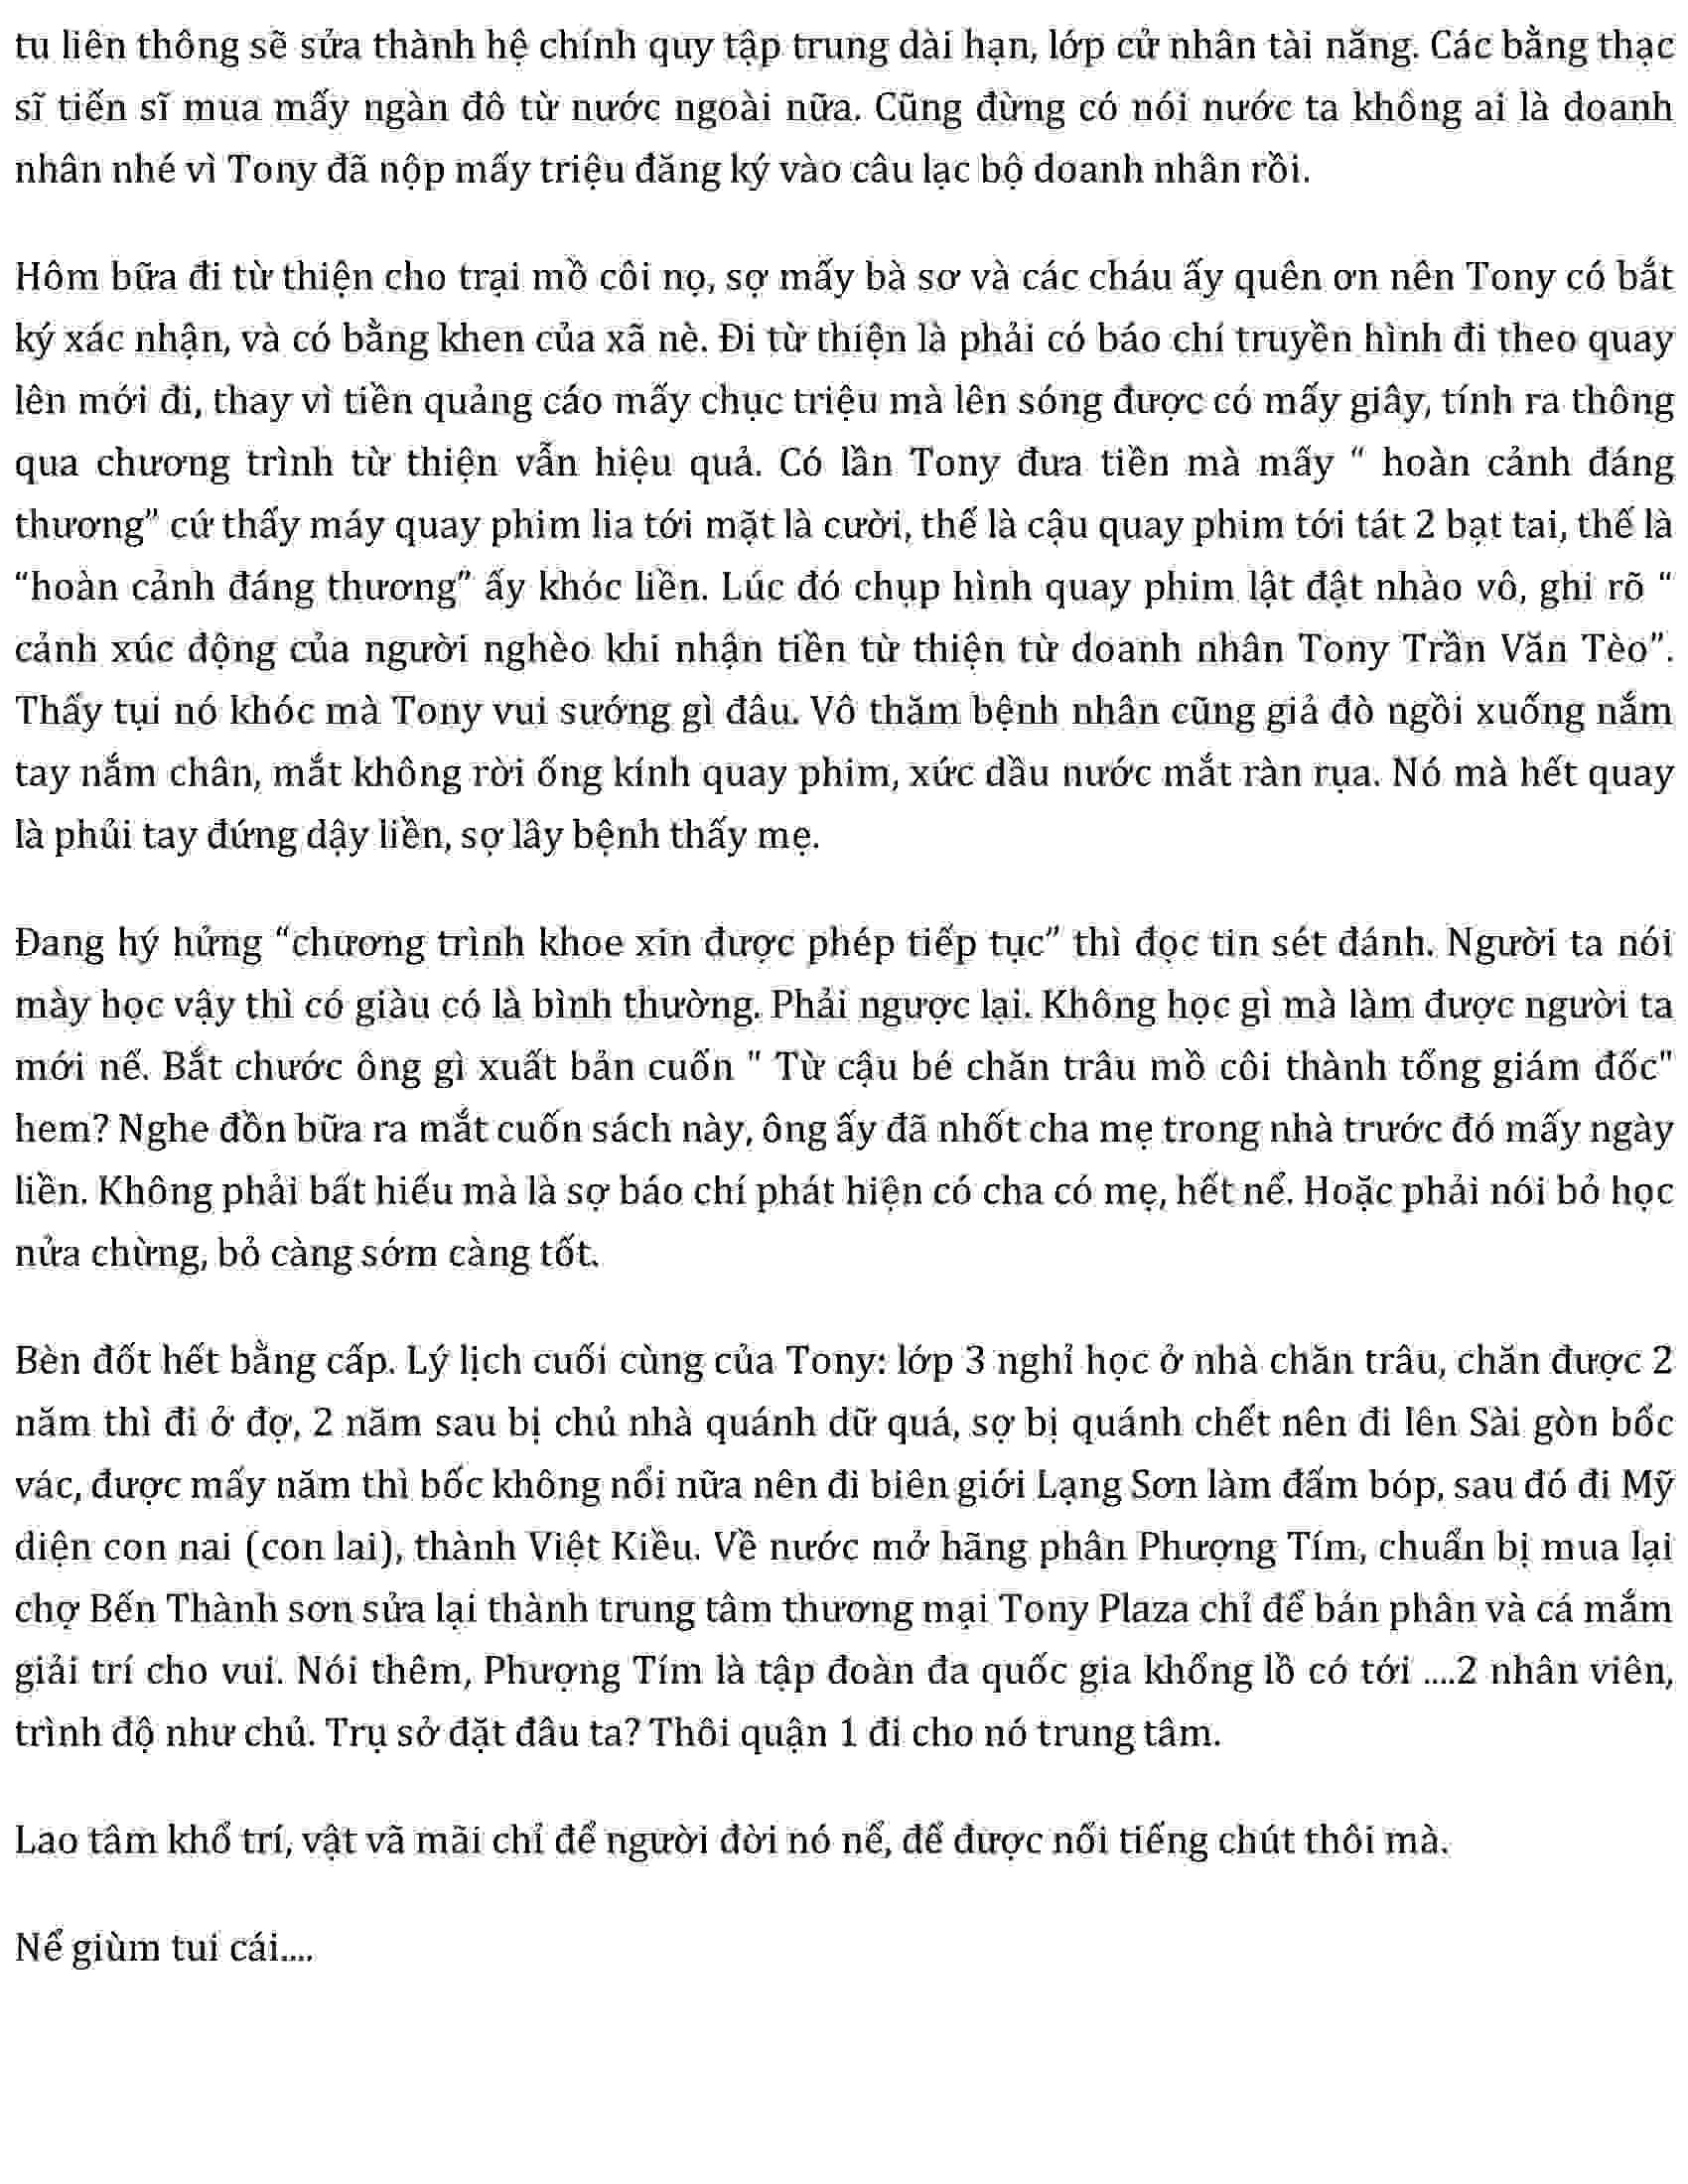 tu liên thông sẽ sửa thành hệ chính quy tập trung dài hạn, lớp cử nhân tài năng. Các bằng thạc
sĩ tiến sĩ mua mấy ngàn đô từ nước ngoài nữa. Cũng đừng có nói nước ta không ai là doanh
nhân nhé vì Tony đã nộp mấy triệu đăng ký vào câu lạc bộ doanh nhân rồi.
Hôm bữa đi từ thiện cho trại mồ côi nọ, sợ mấy bà sơ và các cháu ấy quên ơn nên Tony có bắt
ký xác nhận, và có bằng khen của xã nè. Đi từ thiện là phải có báo chí truyền hình đi theo quay
lên mới đi, thay vì tiền quảng cáo mấy chục triệu mà lên sóng được có mấy giây, tính ra thông
qua chương trình từ thiện vẫn hiệu quả. Có lần Tony đưa tiền mà mấy “ hoàn cảnh đáng
thương” cứ thấy máy quay phim lia tới mặt là cười, thế là cậu quay phim tới tát 2 bạt tai, thế là
“hoàn cảnh đáng thương” ấy khóc liền. Lúc đó chụp hình quay phim lật đật nhào vô, ghi rõ “
cảnh xúc động của người nghèo khi nhận tiền từ thiện từ doanh nhân Tony Trần Văn Tèo”.
Thấy tụi nó khóc mà Tony vui sướng gì đâu. Vô thăm bệnh nhân cũng giả đò ngồi xuống nắm
tay nắm chân, mắt không rời ống kính quay phim, xức dầu nước mắt ràn rụa. Nó mà hết quay
là phủi tay đứng dậy liền, sợ lây bệnh thấy mẹ.
Đang hý hửng “chương trình khoe xin được phép tiếp tục” thì đọc tin sét đánh. Người ta nói
mày học vậy thì có giàu có là bình thường. Phải ngược lại. Không học gì mà làm được người ta
mới nể. Bắt chước ông gì xuất bản cuốn " Từ cậu bé chăn trâu mồ côi thành tổng giám đốc"
hem? Nghe đồn bữa ra mắt cuốn sách này, ông ấy đã nhốt cha mẹ trong nhà trước đó mấy ngày
liền. Không phải bất hiếu mà là sợ báo chí phát hiện có cha có mẹ, hết nể. Hoặc phải nói bỏ học
nửa chừng, bỏ càng sớm càng tốt.
Bèn đốt hết bằng cấp. Lý lịch cuối cùng của Tony: lớp 3 nghỉ học ở nhà chăn trâu, chăn được 2
năm thì đi ở đợ, 2 năm sau bị chủ nhà quánh dữ quá, sợ bị quánh chết nên đi lên Sài gòn bốc
vác, được mấy năm thì bốc không nổi nữa nên đi biên giới Lạng Sơn làm đấm bóp, sau đó đi Mỹ
diện con nai (con lai), thành Việt Kiều. Về nước mở hãng phân Phượng Tím, chuẩn bị mua lại
chợ Bến Thành sơn sửa lại thành trung tâm thương mại Tony Plaza chỉ để bán phân và cá mắm
giải trí cho vui. Nói thêm, Phượng Tím là tập đoàn đa quốc gia khổng lồ có tới ....2 nhân viên,
trình độ như chủ. Trụ sở đặt đâu ta? Thôi quận 1 đi cho nó trung tâm.
Lao tâm khổ trí, vật vã mãi chỉ để người đời nó nể, để được nổi tiếng chút thôi mà.
Nể giùm tui cái....